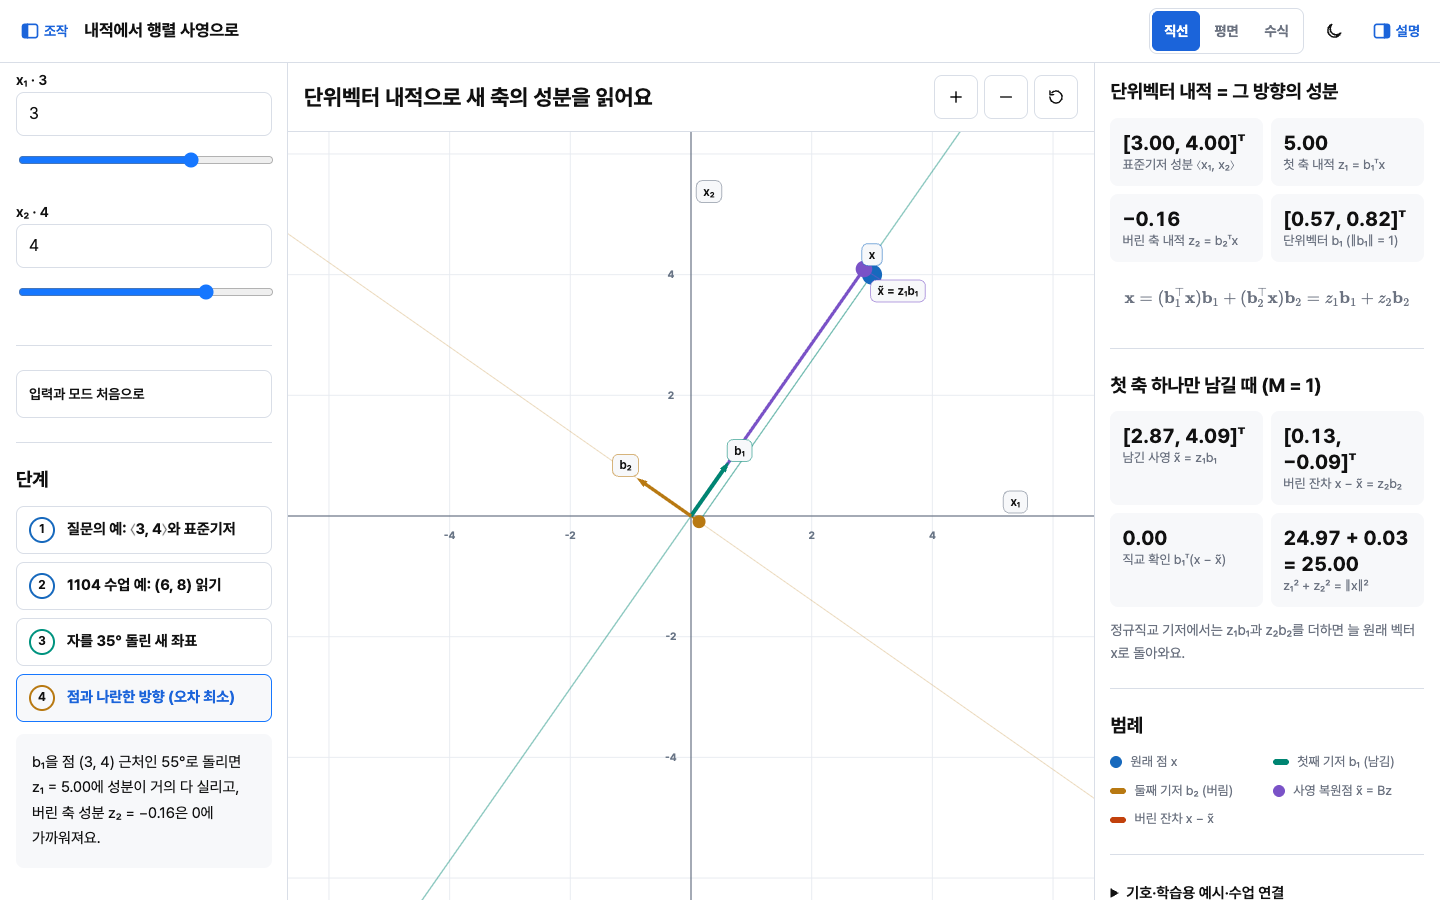 조작
내적에서 행렬 사영으로
직선
평면
수식
설명
x₁ · 3
3
x₂ · 4
4
입력과 모드 처음으로
단계
1 질문의 예: ⟨3, 4⟩와 표준기저
2 1104 수업 예: (6, 8) 읽기
3 자를 35° 돌린 새 좌표
4 점과 나란한 방향 (오차 최소)
b₁을 점 (3, 4) 근처인 55°로 돌리면
z₁ = 5.00에 성분이 거의 다 실리고,
버린 축 성분 z₂ = −0.16은 0에
가까워져요.
단위벡터 내적으로 새 축의 성분을 읽어요
+
−
x₂
x
4
x̃ = z₁b₁
2
b₁
b₂
x₁
-4
-2
2
4
-2
-4
단위벡터 내적 = 그 방향의 성분
[3.00, 4.00]ᵀ
표준기저 성분 ⟨x₁, x₂⟩
5.00
첫 축 내적 z₁ = b₁ᵀx
−0.16
버린 축 내적 z₂ = b₂ᵀx
[0.57, 0.82]ᵀ
단위벡터 b₁ (‖b₁‖ = 1)
x = (b₁⊤x)b₁ + (b₂⊤x)b₂ = z₁b₁ + z₂b₂
첫 축 하나만 남길 때 (M = 1)
[2.87, 4.09]ᵀ
남긴 사영 x̃ = z₁b₁
[0.13,
−0.09]ᵀ
버린 잔차 x − x̃ = z₂b₂
0.00
직교 확인 b₁ᵀ(x − x̃)
24.97 + 0.03
= 25.00
z₁² + z₂² = ‖x‖²
정규직교 기저에서는 z₁b₁과 z₂b₂를 더하면 늘 원래 벡터
x로 돌아와요.
범례
원래 점 x
첫째 기저 b₁ (남김)
둘째 기저 b₂ (버림)
사영 복원점 x̃ = Bz
버린 잔차 x − x̃
▶ 기호·학습용 예시·수업 연결